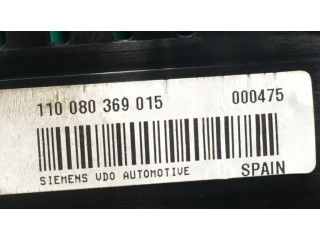 110 080 369 015 000475
SIEMENS VDO AUTOMOTIVE SPAIN